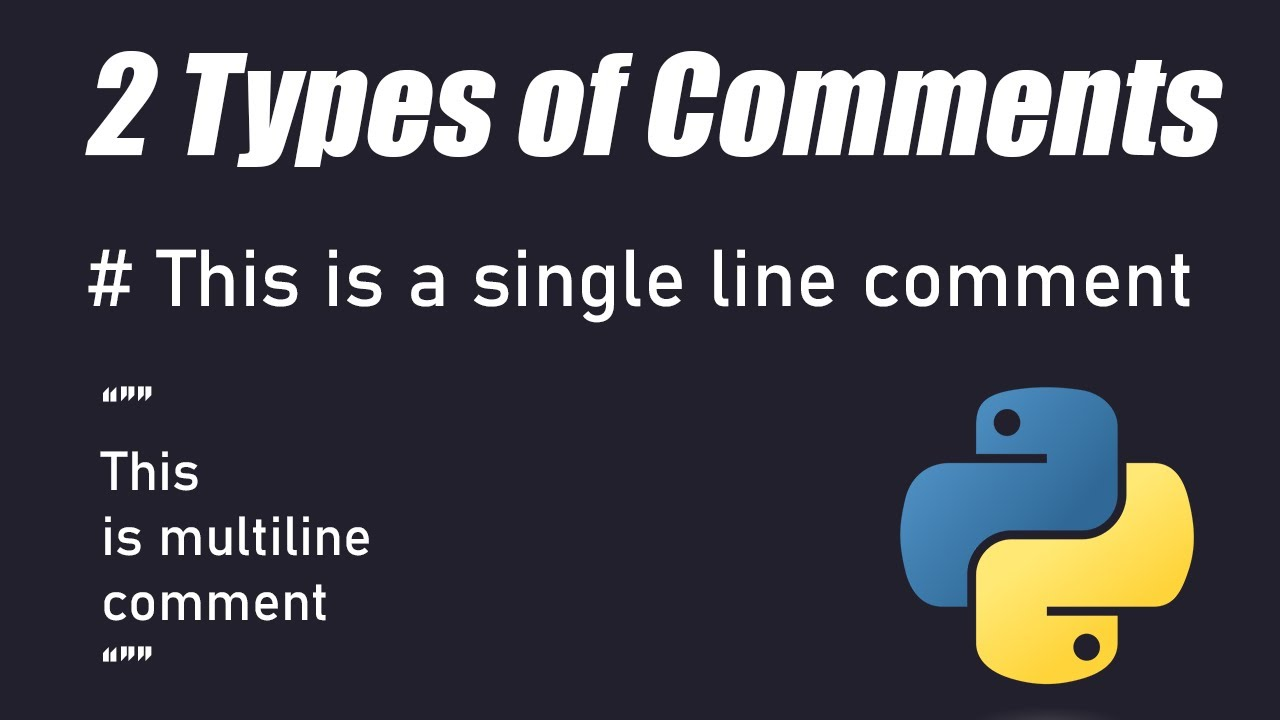 2 Types of Comments
# This is a single line comment
“””
This
is multiline
comment
“””